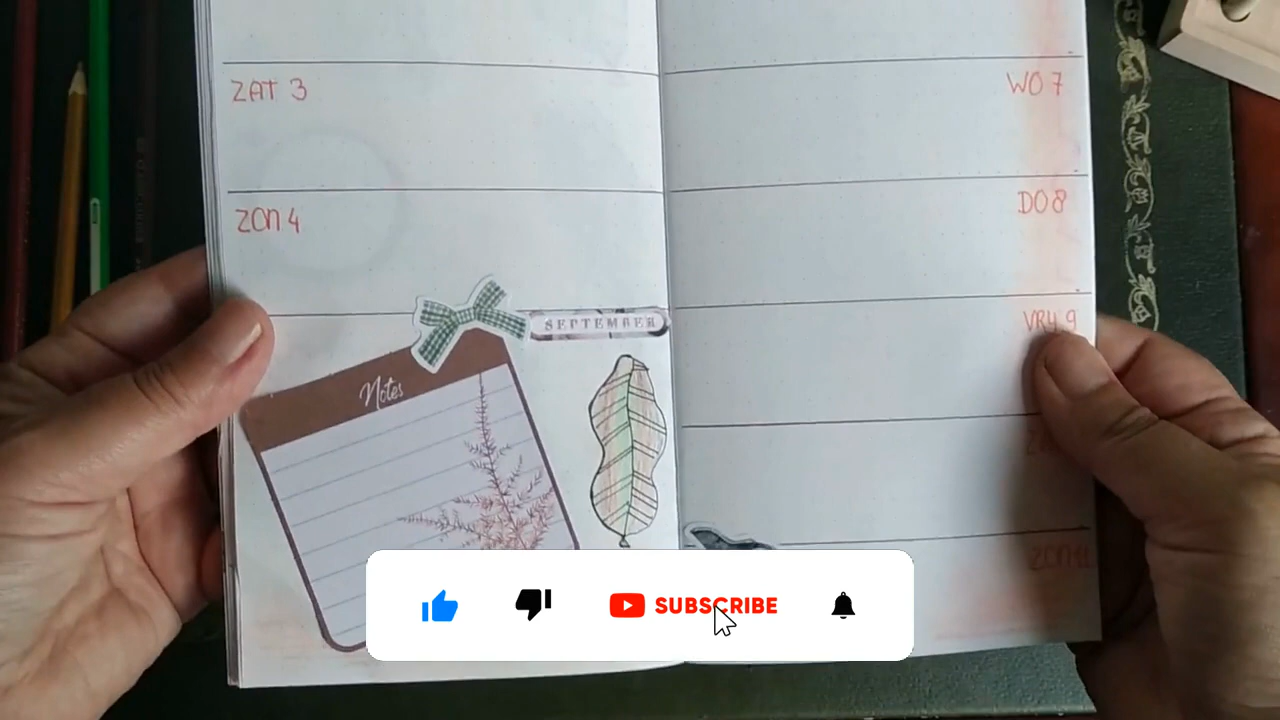 ZAT 3
ZON 4
SEPTEMBER
Notes
WO 7
DO 8
VRIJ 9
SUBSCRIBE